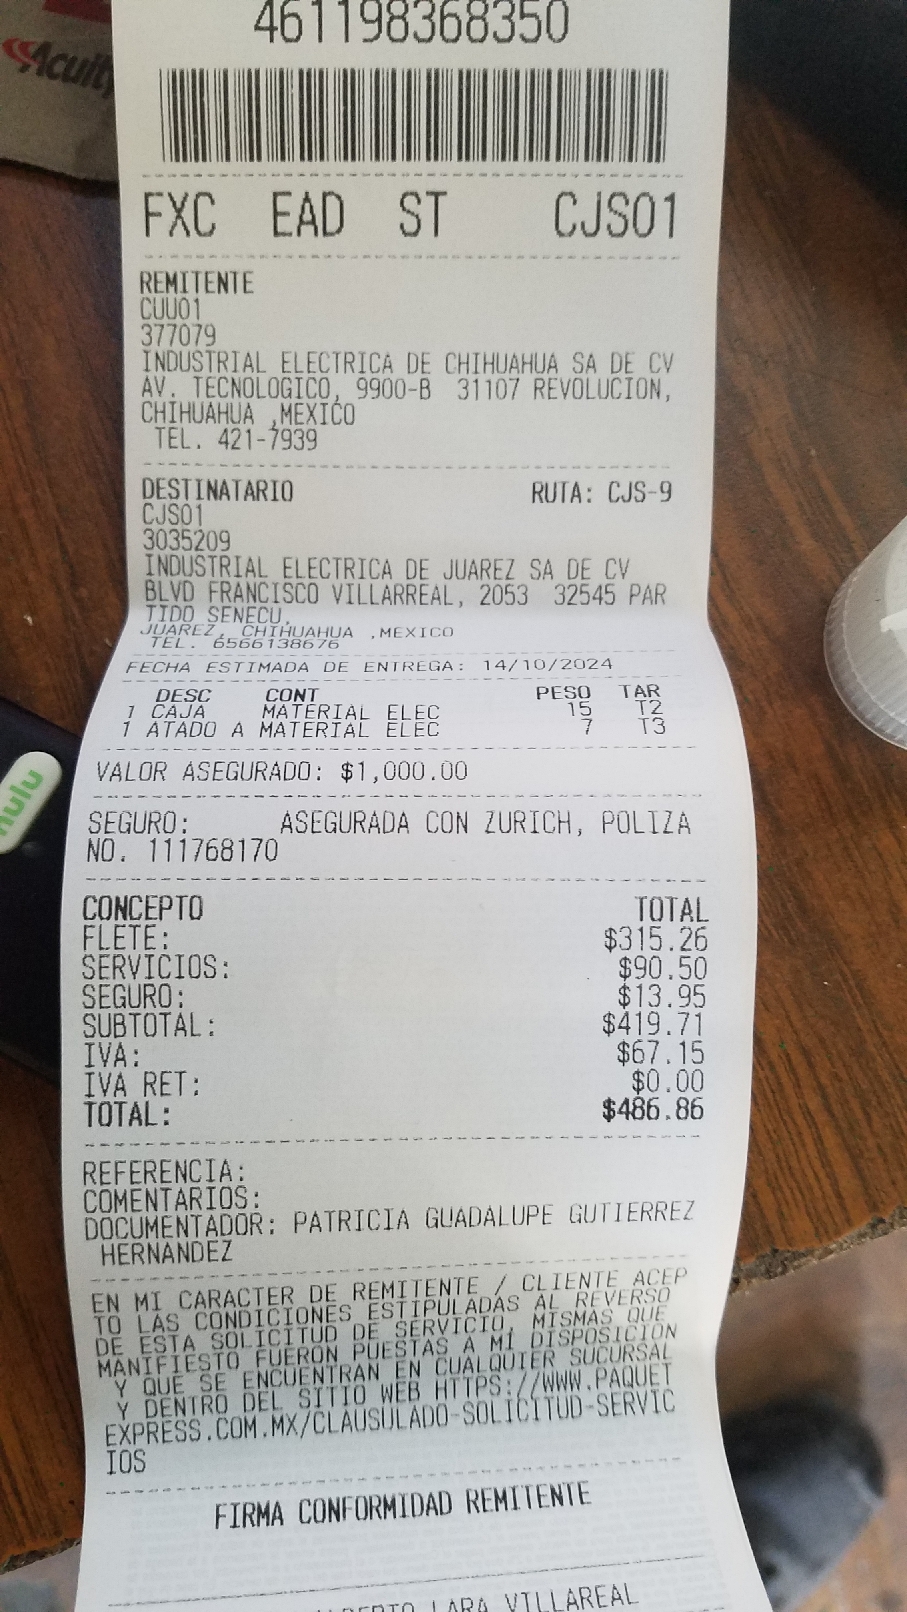 461198368350
Acuity
FXC EAD ST CJS01
REMITENTE
CUU01
377079
INDUSTRIAL ELECTRICA DE CHIHUAHUA SA DE CV
AV. TECNOLOGICO, 9900-B 31107 REVOLUCION,
CHIHUAHUA ,MEXICO
TEL. 421-7939
DESTINATARIO RUTA: CJS-9
CJS01
3035209
INDUSTRIAL ELECTRICA DE JUAREZ SA DE CV
BLVD FRANCISCO VILLARREAL, 2053 32545 PAR
TIDO SENECU,
JUAREZ, CHIHUAHUA ,MEXICO
TEL. 6566138676
FECHA ESTIMADA DE ENTREGA: 14/10/2024
DESC CONT PESO TAR
1 CAJA MATERIAL ELEC 15 T2
1 ATADO A MATERIAL ELEC 7 T3
VALOR ASEGURADO: $1,000.00
hulu
SEGURO: ASEGURADA CON ZURICH, POLIZA
NO. 111768170
CONCEPTO TOTAL
FLETE: $315.26
SERVICIOS: $90.50
SEGURO: $13.95
SUBTOTAL: $419.71
IVA: $67.15
IVA RET: $0.00
TOTAL: $486.86
REFERENCIA:
COMENTARIOS:
DOCUMENTADOR: PATRICIA GUADALUPE GUTIERREZ
HERNANDEZ
EN MI CARACTER DE REMITENTE / CLIENTE ACEP
TO LAS CONDICIONES ESTIPULADAS AL REVERSO
DE ESTA SOLICITUD DE SERVICIO, MISMAS QUE
MANIFIESTO FUERON PUESTAS A MI DISPOSICION
Y QUE SE ENCUENTRAN EN CUALQUIER SUCURSAL
Y DENTRO DEL SITIO WEB HTTPS://WWW.PAQUET
EXPRESS.COM.MX/CLAUSULADO-SOLICITUD-SERVIC
IOS
FIRMA CONFORMIDAD REMITENTE
LARA VILLAREAL